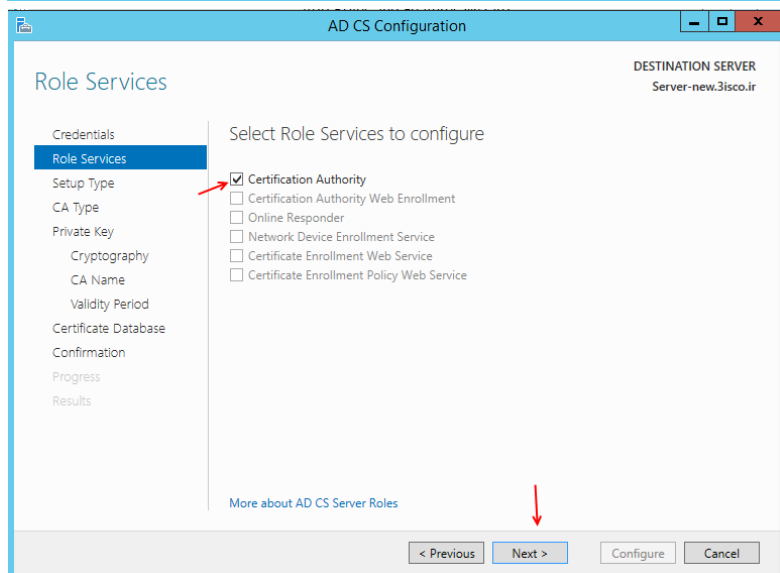 AD CS Configuration
Role Services
DESTINATION SERVER
Server-new.3isco.ir
Credentials
Role Services
Setup Type
CA Type
Private Key
Cryptography
CA Name
Validity Period
Certificate Database
Confirmation
Progress
Results
Select Role Services to configure
Certification Authority
Certification Authority Web Enrollment
Online Responder
Network Device Enrollment Service
Certificate Enrollment Web Service
Certificate Enrollment Policy Web Service
More about AD CS Server Roles
< Previous
Next >
Configure
Cancel